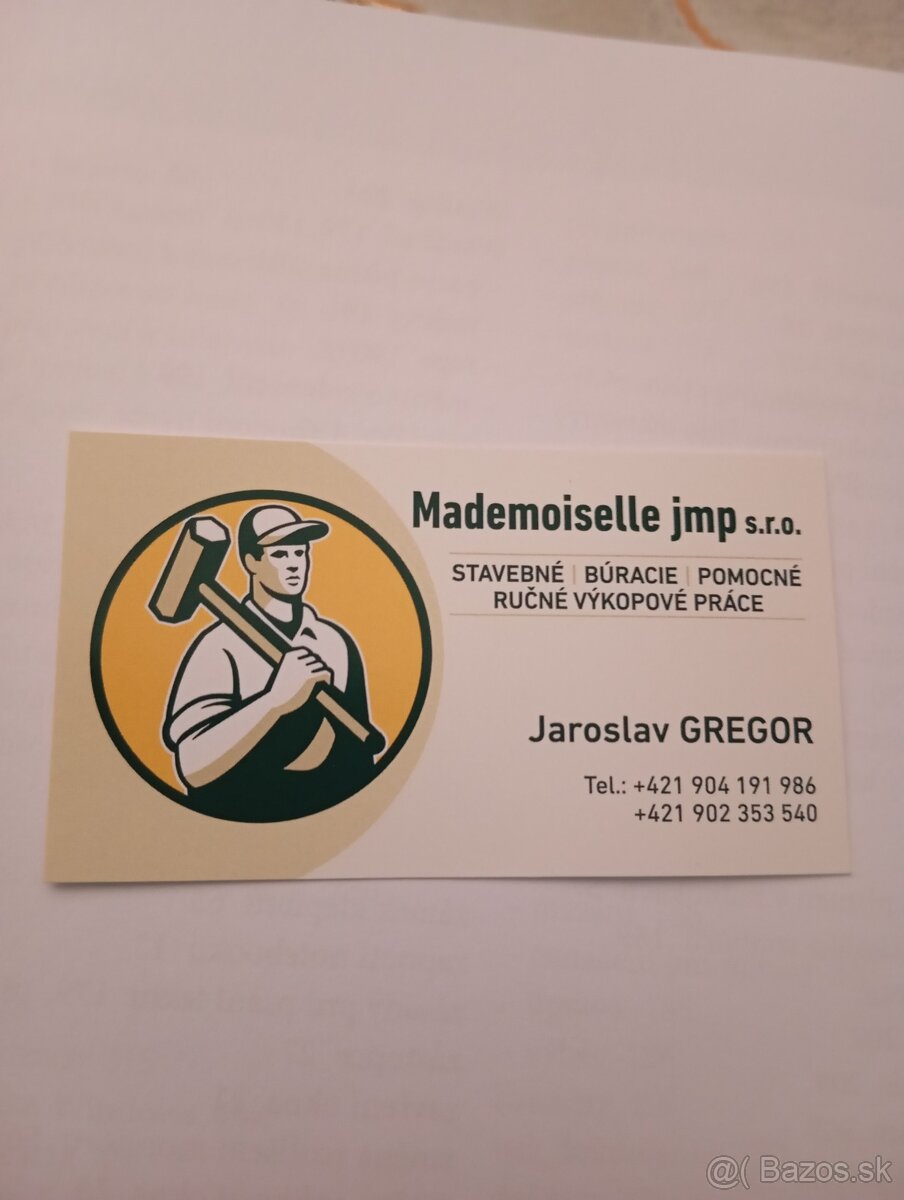 Mademoiselle jmp s.r.o.
STAVEBNÉ | BÚRACIE | POMOCNÉ
RUČNÉ VÝKOPOVÉ PRÁCE
Jaroslav GREGOR
Tel.: +421 904 191 986
+421 902 353 540
@( Bazos.sk